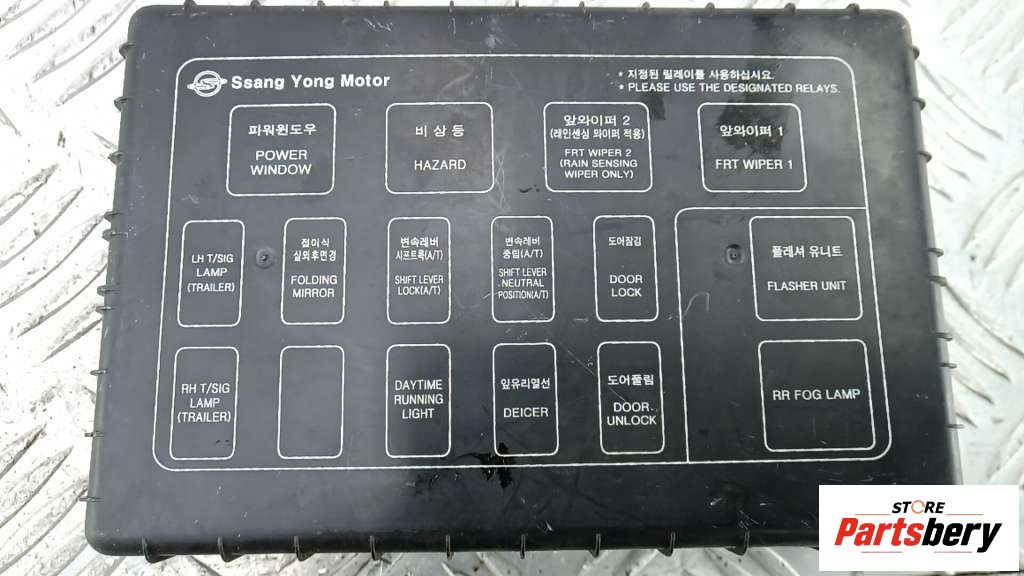 Ssang Yong Motor
* 지정된 릴레이를 사용하십시요.
* PLEASE USE THE DESIGNATED RELAYS.
파워윈도우
POWER
WINDOW
비상등
HAZARD
앞와이퍼 2
(레인센싱 와이퍼 적용)
FRT WIPER 2
(RAIN SENSING
WIPER ONLY)
앞와이퍼 1
FRT WIPER 1
LH T/SIG
LAMP
(TRAILER)
접이식
실외후면경
FOLDING
MIRROR
변속레버
시프트록(A/T)
SHIFT LEVER
LOCK(A/T)
변속레버
중립(A/T)
SHIFT LEVER
NEUTRAL
POSITION(A/T)
도어잠김
DOOR
LOCK
플레셔 유니트
FLASHER UNIT
RH T/SIG
LAMP
(TRAILER)
DAYTIME
RUNNING
LIGHT
앞유리열선
DEICER
도어풀림
DOOR
UNLOCK
RR FOG LAMP
STORE
Partsbery